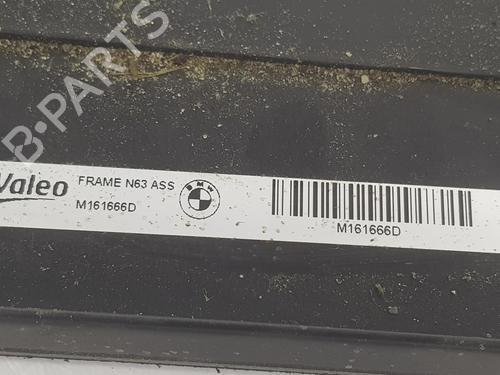 B-PARTS
Valeo
FRAME N63 ASS
BMW
M161666D
M161666D